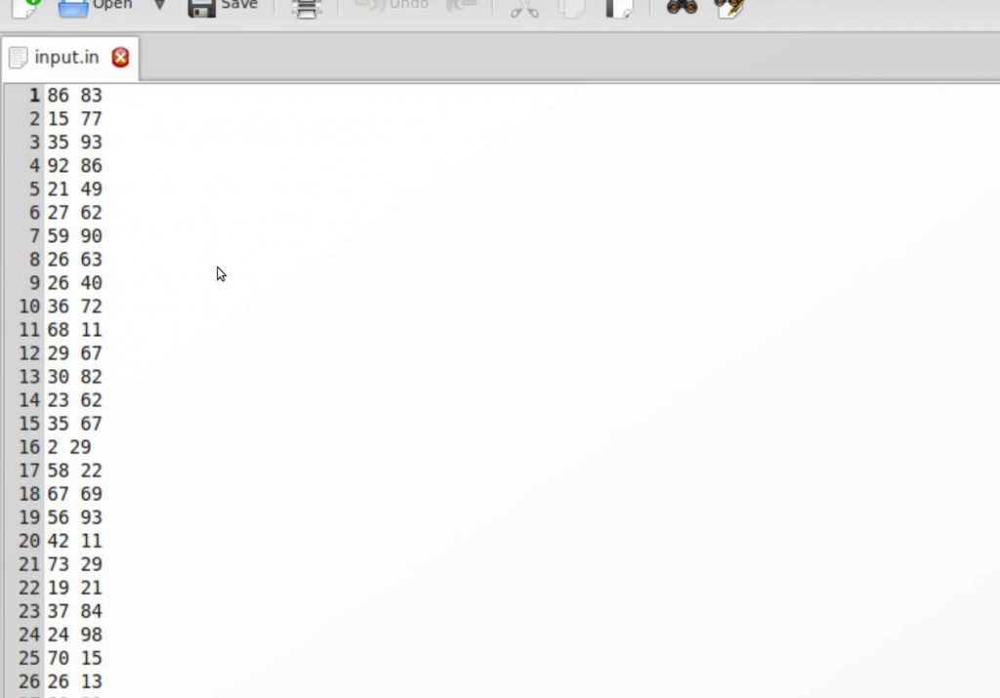 Open Save Undo
input.in
1 86 83
2 15 77
3 35 93
4 92 86
5 21 49
6 27 62
7 59 90
8 26 63
9 26 40
10 36 72
11 68 11
12 29 67
13 30 82
14 23 62
15 35 67
16 2 29
17 58 22
18 67 69
19 56 93
20 42 11
21 73 29
22 19 21
23 37 84
24 24 98
25 70 15
26 26 13